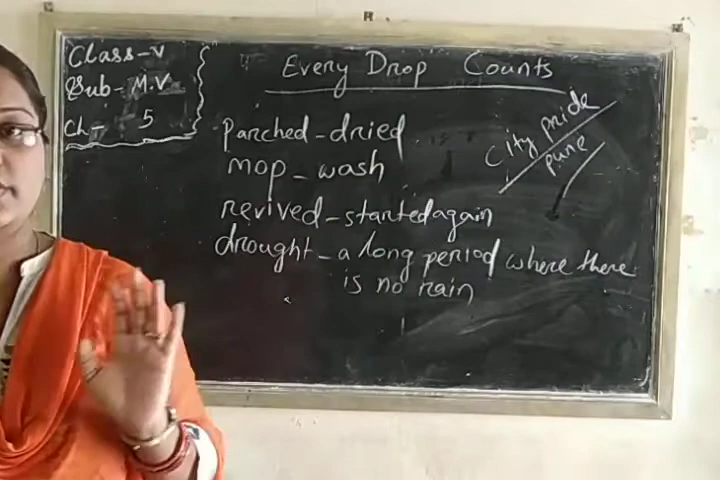 Class-V
Sub- M.V
Ch- 5
Every Drop Counts
parched-dried
mop-wash
revived-started again
drought-a long period where there
is no rain
City pride
pune